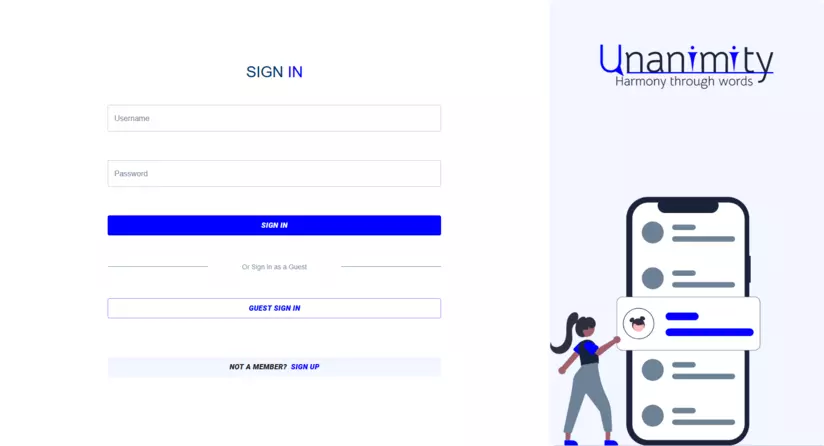 SIGN IN
Username
Password
SIGN IN
Or Sign In as a Guest
GUEST SIGN IN
NOT A MEMBER? SIGN UP
Unanimity
Harmony through words